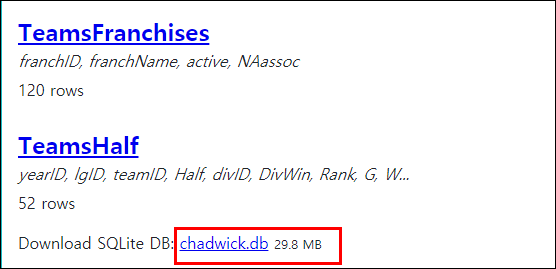 TeamsFranchises
franchID, franchName, active, NAassoc
120 rows
TeamsHalf
yearID, lgID, teamID, Half, divID, DivWin, Rank, G, W...
52 rows
Download SQLite DB: chadwick.db 29.8 MB